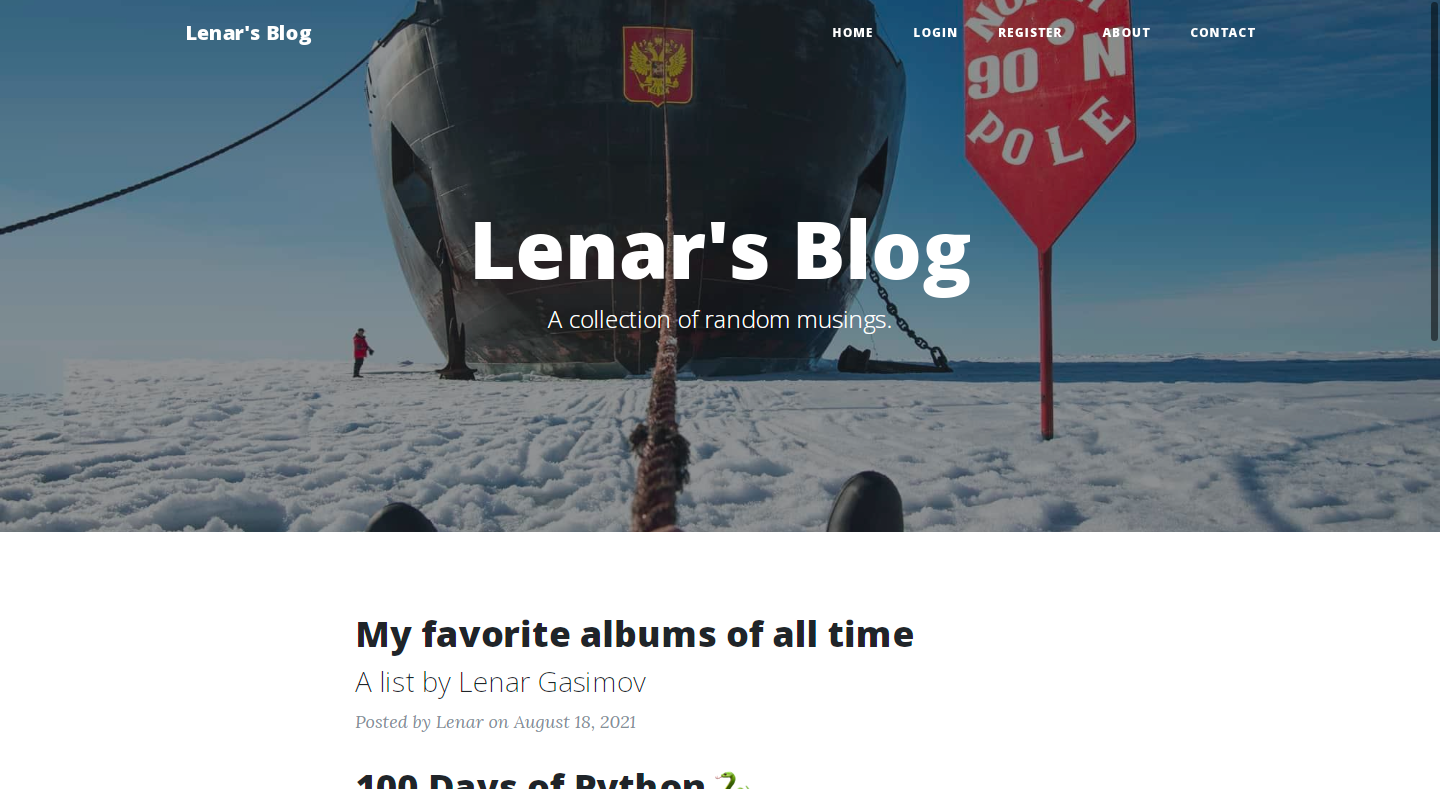 Lenar's Blog
HOME LOGIN REGISTER ABOUT CONTACT
NORTH
90 O N
POLE
Lenar's Blog
A collection of random musings.
My favorite albums of all time
A list by Lenar Gasimov
Posted by Lenar on August 18, 2021
100 Days of Python 🐍